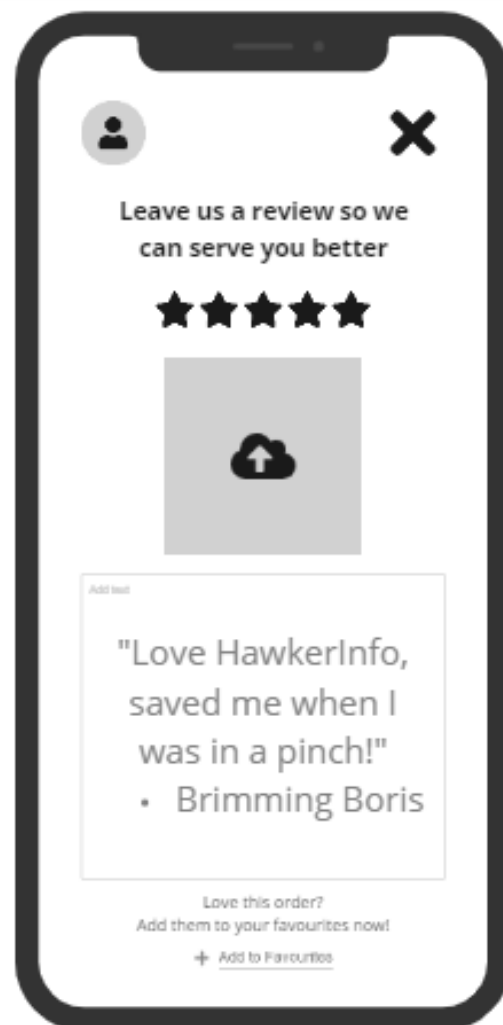 Leave us a review so we
can serve you better
Add text
"Love HawkerInfo,
saved me when I
was in a pinch!"
• Brimming Boris
Love this order?
Add them to your favourites now!
+ Add to Favourites